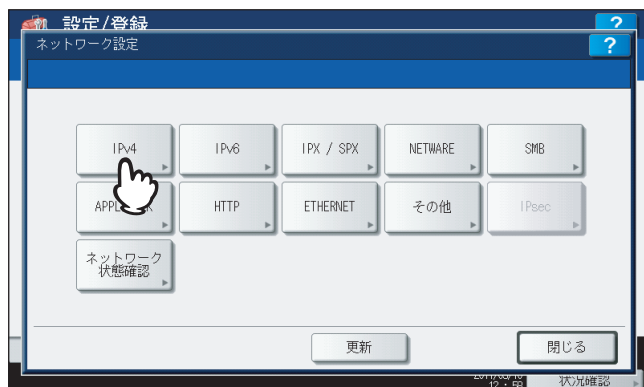 設定/登録
?
ネットワーク設定
?
IPv4
IPv6
IPX / SPX
NETWARE
SMB
HTTP
ETHERNET
その他
IPsec
ネットワーク
状態確認
更新
閉じる
状況確認